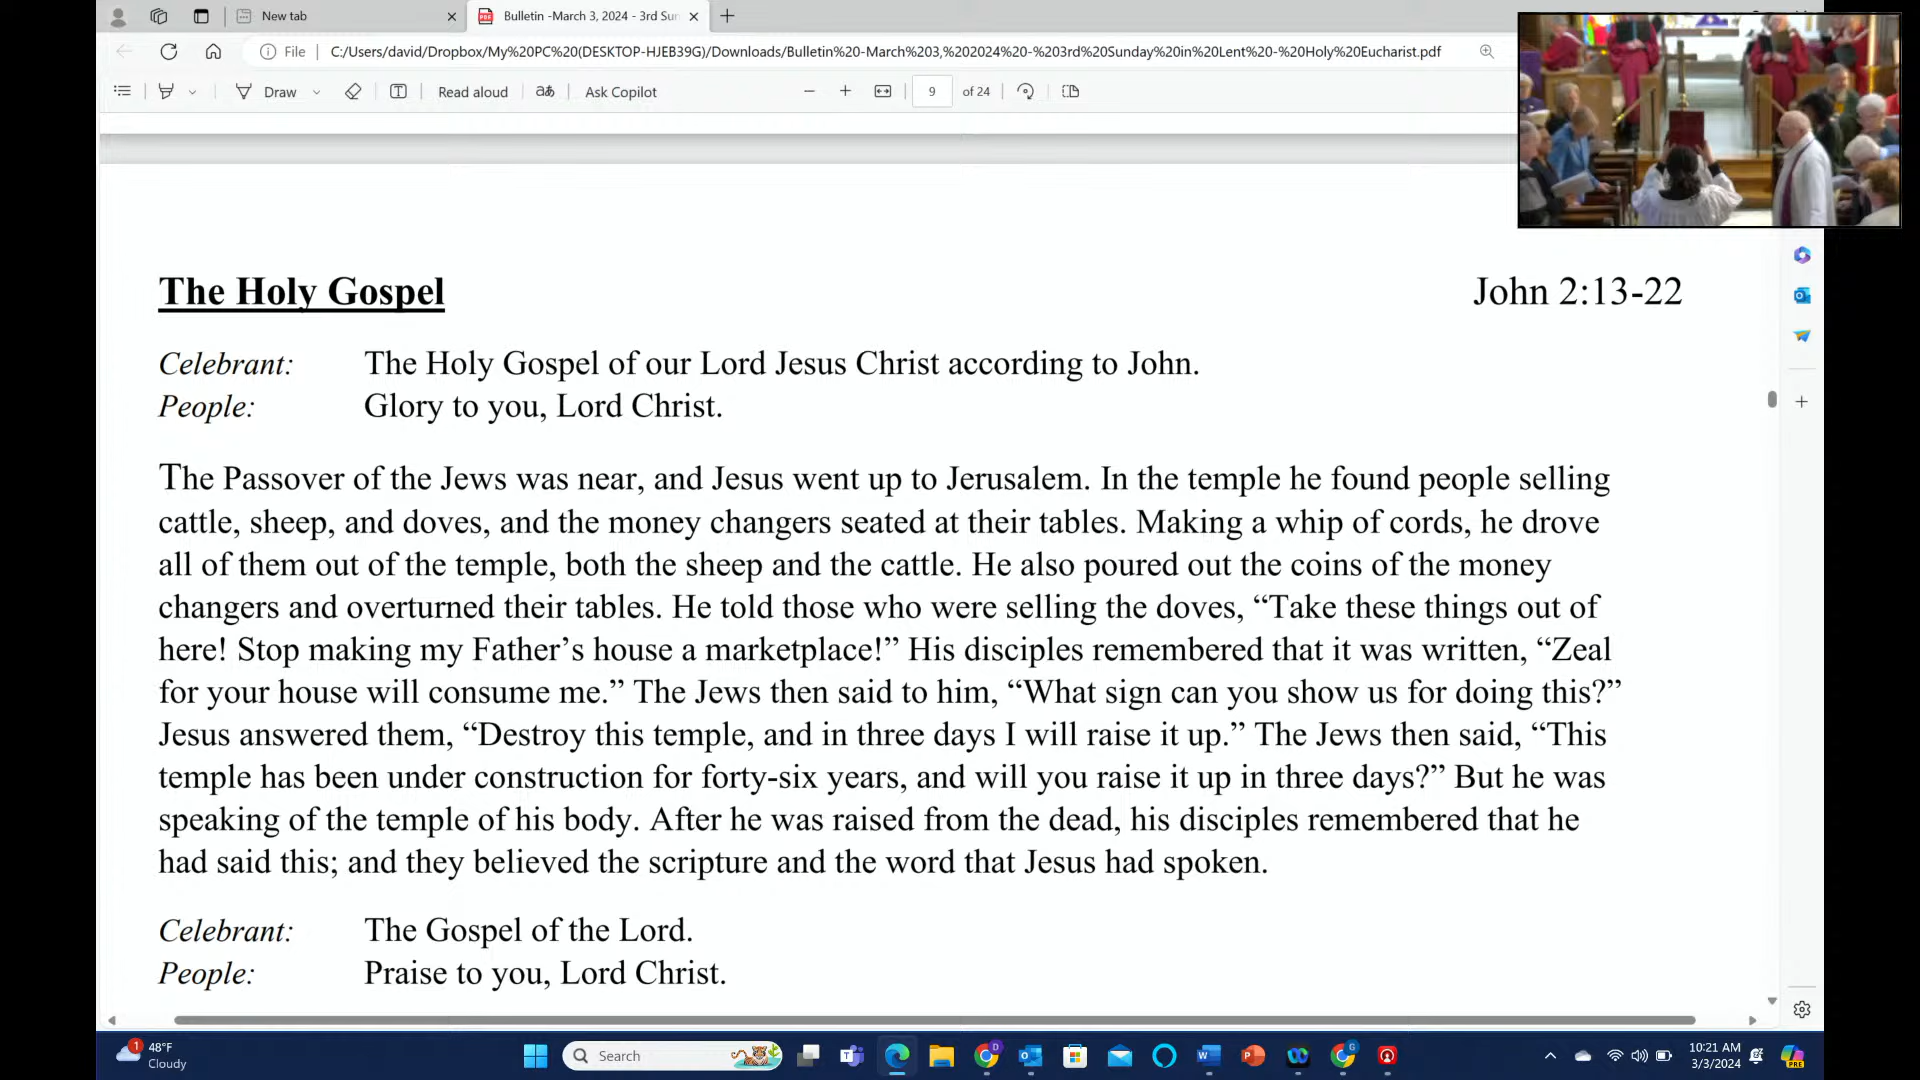 New tab
Bulletin -March 3, 2024 - 3rd Sun
File
C:/Users/david/Dropbox/My%20PC%20(DESKTOP-HJEB39G)/Downloads/Bulletin%20-March%203,%202024%20-%203rd%20Sunday%20in%20Lent%20-%20Holy%20Eucharist.pdf
Draw
Read aloud
Ask Copilot
9 of 24
The Holy Gospel John 2:13-22
Celebrant: The Holy Gospel of our Lord Jesus Christ according to John.
People: Glory to you, Lord Christ.
The Passover of the Jews was near, and Jesus went up to Jerusalem. In the temple he found people selling
cattle, sheep, and doves, and the money changers seated at their tables. Making a whip of cords, he drove
all of them out of the temple, both the sheep and the cattle. He also poured out the coins of the money
changers and overturned their tables. He told those who were selling the doves, “Take these things out of
here! Stop making my Father’s house a marketplace!” His disciples remembered that it was written, “Zeal
for your house will consume me.” The Jews then said to him, “What sign can you show us for doing this?”
Jesus answered them, “Destroy this temple, and in three days I will raise it up.” The Jews then said, “This
temple has been under construction for forty-six years, and will you raise it up in three days?” But he was
speaking of the temple of his body. After he was raised from the dead, his disciples remembered that he
had said this; and they believed the scripture and the word that Jesus had spoken.
Celebrant: The Gospel of the Lord.
People: Praise to you, Lord Christ.
1
48°F
Cloudy
Search
10:21 AM
3/3/2024